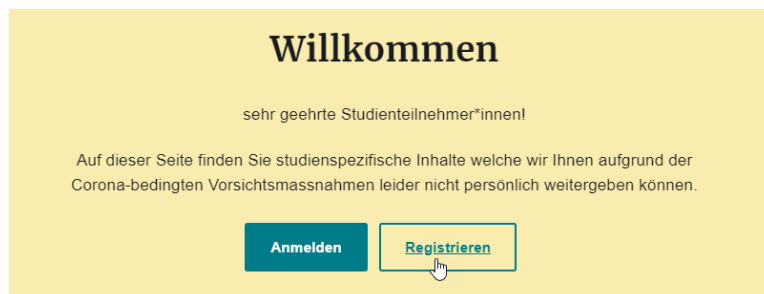 Willkommen
sehr geehrte Studienteilnehmer*innen!
Auf dieser Seite finden Sie studienspezifische Inhalte welche wir Ihnen aufgrund der
Corona-bedingten Vorsichtsmassnahmen leider nicht persönlich weitergeben können.
Anmelden Registrieren